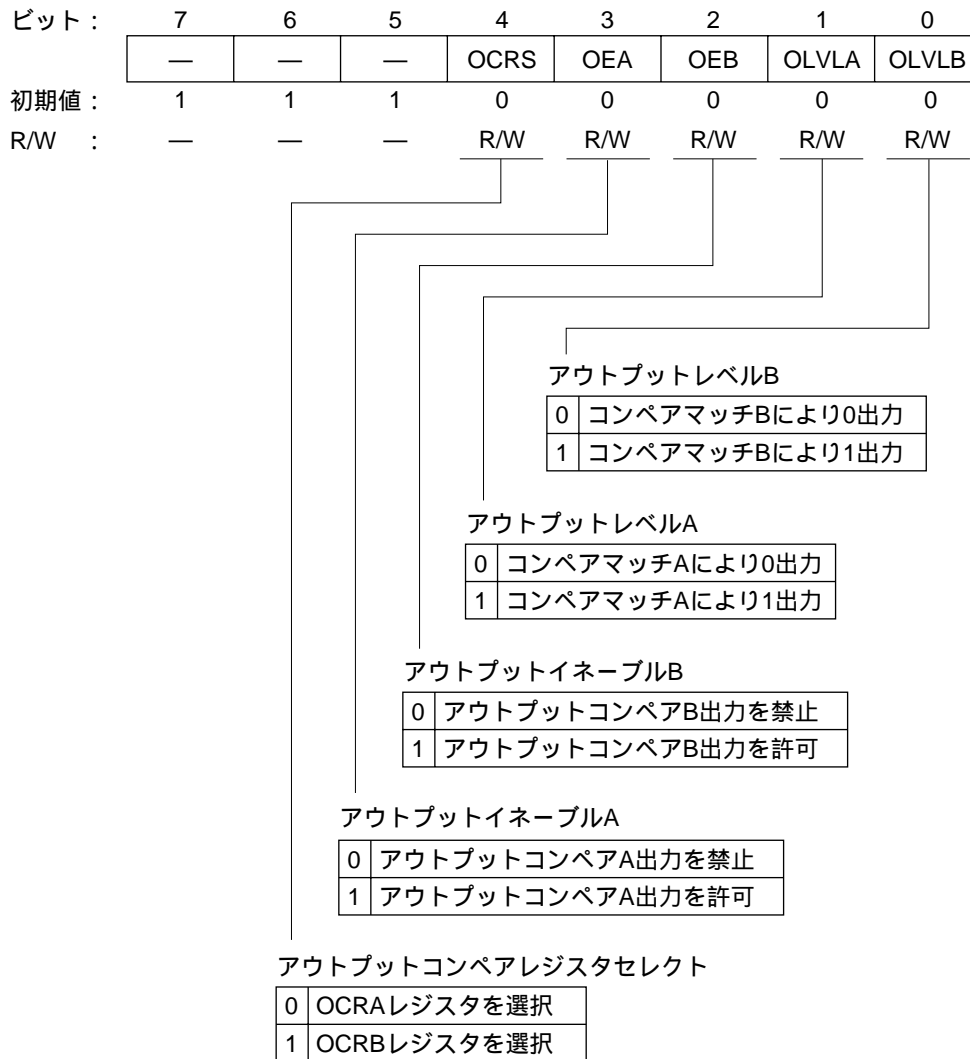 ビット： 7 6 5 4 3 2 1 0
— — — OCRS OEA OEB OLVLA OLVLB
初期値： 1 1 1 0 0 0 0 0
R/W ： — — — R/W R/W R/W R/W R/W
アウトプットレベルB
0 コンペアマッチBにより0出力
1 コンペアマッチBにより1出力
アウトプットレベルA
0 コンペアマッチAにより0出力
1 コンペアマッチAにより1出力
アウトプットイネーブルB
0 アウトプットコンペアB出力を禁止
1 アウトプットコンペアB出力を許可
アウトプットイネーブルA
0 アウトプットコンペアA出力を禁止
1 アウトプットコンペアA出力を許可
アウトプットコンペアレジスタセレクト
0 OCRAレジスタを選択
1 OCRBレジスタを選択